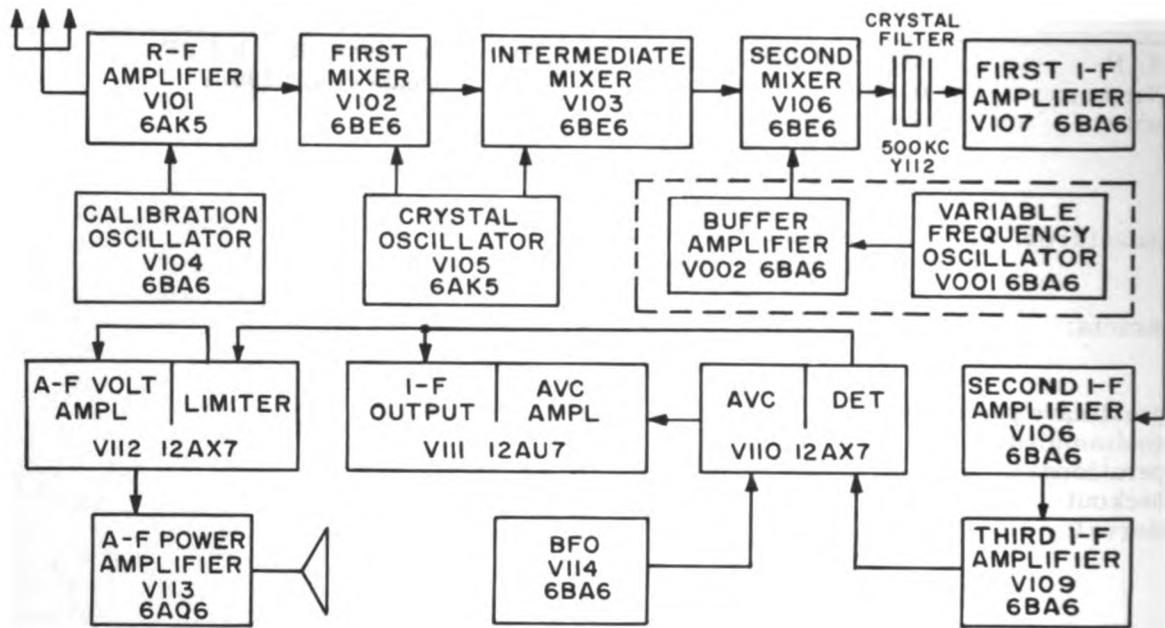 R-F
AMPLIFIER
V101
6AK5
FIRST
MIXER
V102
6BE6
INTERMEDIATE
MIXER
V103
6BE6
SECOND
MIXER
V106
6BE6
CRYSTAL
FILTER
500KC
Y112
FIRST I-F
AMPLIFIER
V107 6BA6
CALIBRATION
OSCILLATOR
V104
6BA6
CRYSTAL
OSCILLATOR
V105
6AK5
BUFFER
AMPLIFIER
V002 6BA6
VARIABLE
FREQUENCY
OSCILLATOR
V001 6BA6
A-F VOLT
AMPL
LIMITER
V112 12AX7
I-F
OUTPUT
AVC
AMPL
V111 12AU7
AVC
DET
V110 12AX7
SECOND I-F
AMPLIFIER
V106
6BA6
A-F POWER
AMPLIFIER
V113
6AQ6
BFO
V114
6BA6
THIRD I-F
AMPLIFIER
V109
6BA6